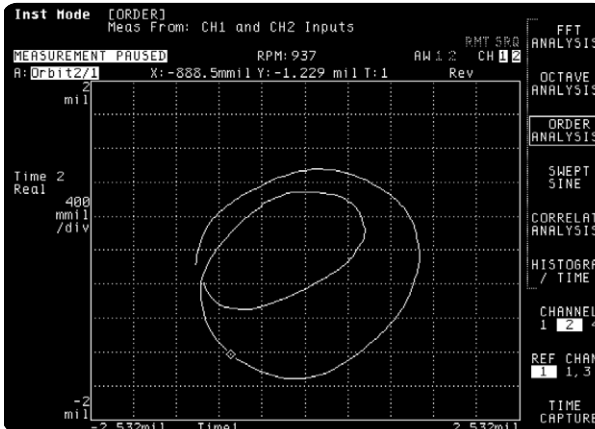 Inst Mode [ORDER]
Meas From: CH1 and CH2 Inputs
RMT SRQ
MEASUREMENT PAUSED RPM:937 AW 1 2 CH 1 2
A: Orbit2/1 X:-888.5mmil Y:-1.229 mil T:1 Rev
2
mil
Time 2
Real
400
mmil
/div
-2
mil
-2.532mil Time1 2.532mil
FFT
ANALYSIS
OCTAVE
ANALYSIS
ORDER
ANALYSIS
SWEPT
SINE
CORRELAT
ANALYSIS
HISTOGRA
/ TIME
CHANNEL
1 2 4
REF CHAN
1 1,3
TIME
CAPTURE